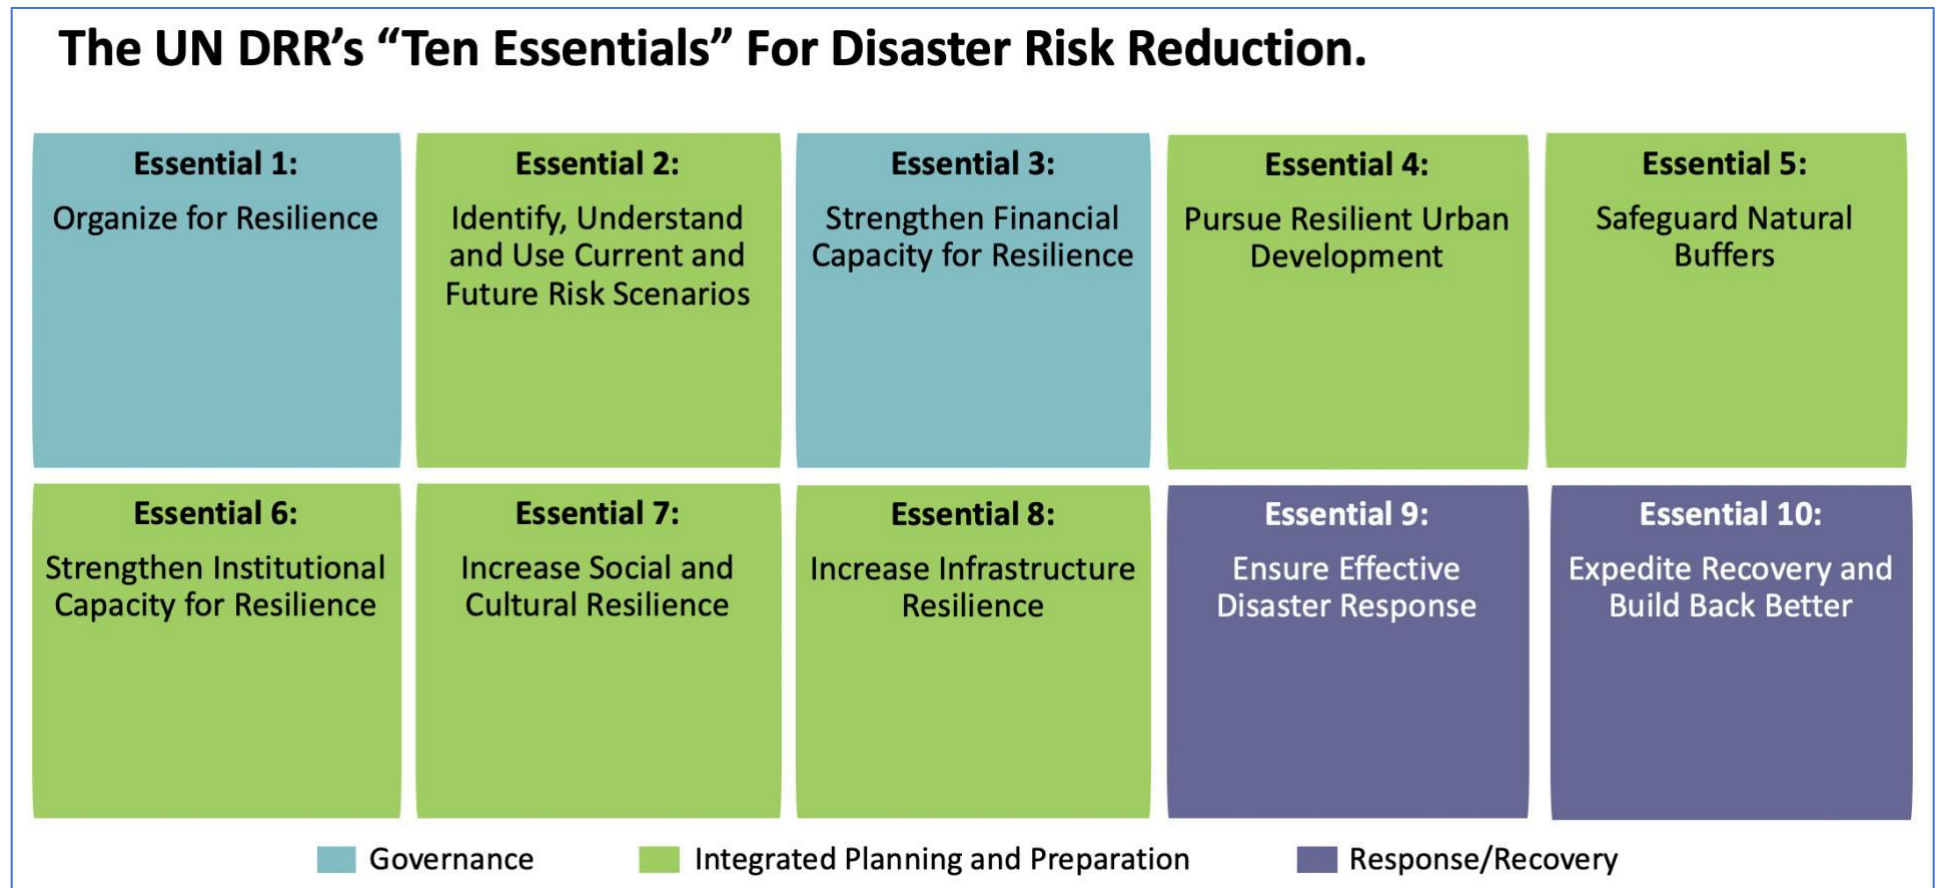 The UN DRR’s “Ten Essentials” For Disaster Risk Reduction.
Essential 1:
Organize for Resilience
Essential 2:
Identify, Understand
and Use Current and
Future Risk Scenarios
Essential 3:
Strengthen Financial
Capacity for Resilience
Essential 4:
Pursue Resilient Urban
Development
Essential 5:
Safeguard Natural
Buffers
Essential 6:
Strengthen Institutional
Capacity for Resilience
Essential 7:
Increase Social and
Cultural Resilience
Essential 8:
Increase Infrastructure
Resilience
Essential 9:
Ensure Effective
Disaster Response
Essential 10:
Expedite Recovery and
Build Back Better
Governance
Integrated Planning and Preparation
Response/Recovery